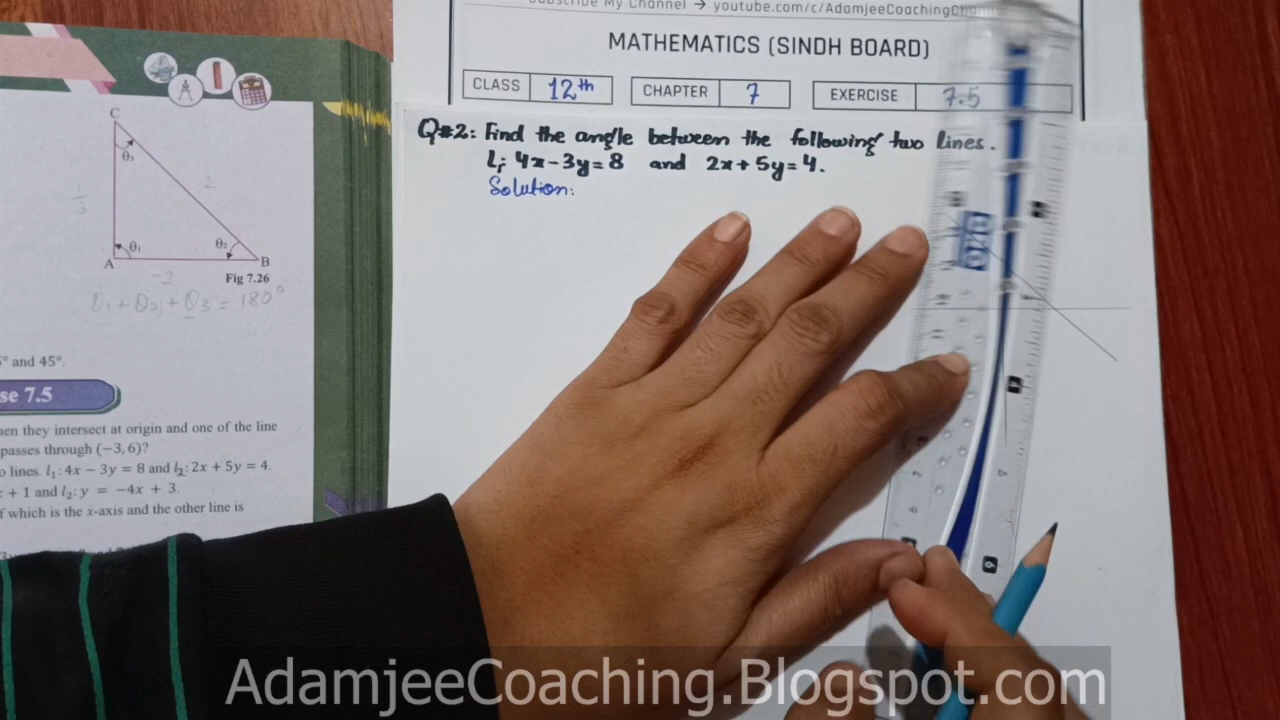 Subscribe My Channel → youtube.com/c/AdamjeeCoachingCh
MATHEMATICS (SINDH BOARD)
CLASS 12th CHAPTER 7 EXERCISE 7.5
Q#2: Find the angle between the following two lines.
l; 4x-3y=8 and 2x+5y=4.
Solution:
C
θ3
2
θ1
θ2
A
B
-3
Fig 7.26
θ1 + θ2 + θ3 = 180°
° and 45°.
se 7.5
en they intersect at origin and one of the line
passes through (−3, 6)?
o lines. l1: 4x − 3y = 8 and l2: 2x + 5y = 4.
+ 1 and l2: y = −4x + 3.
f which is the x-axis and the other line is
AdamjeeCoaching.Blogspot.com